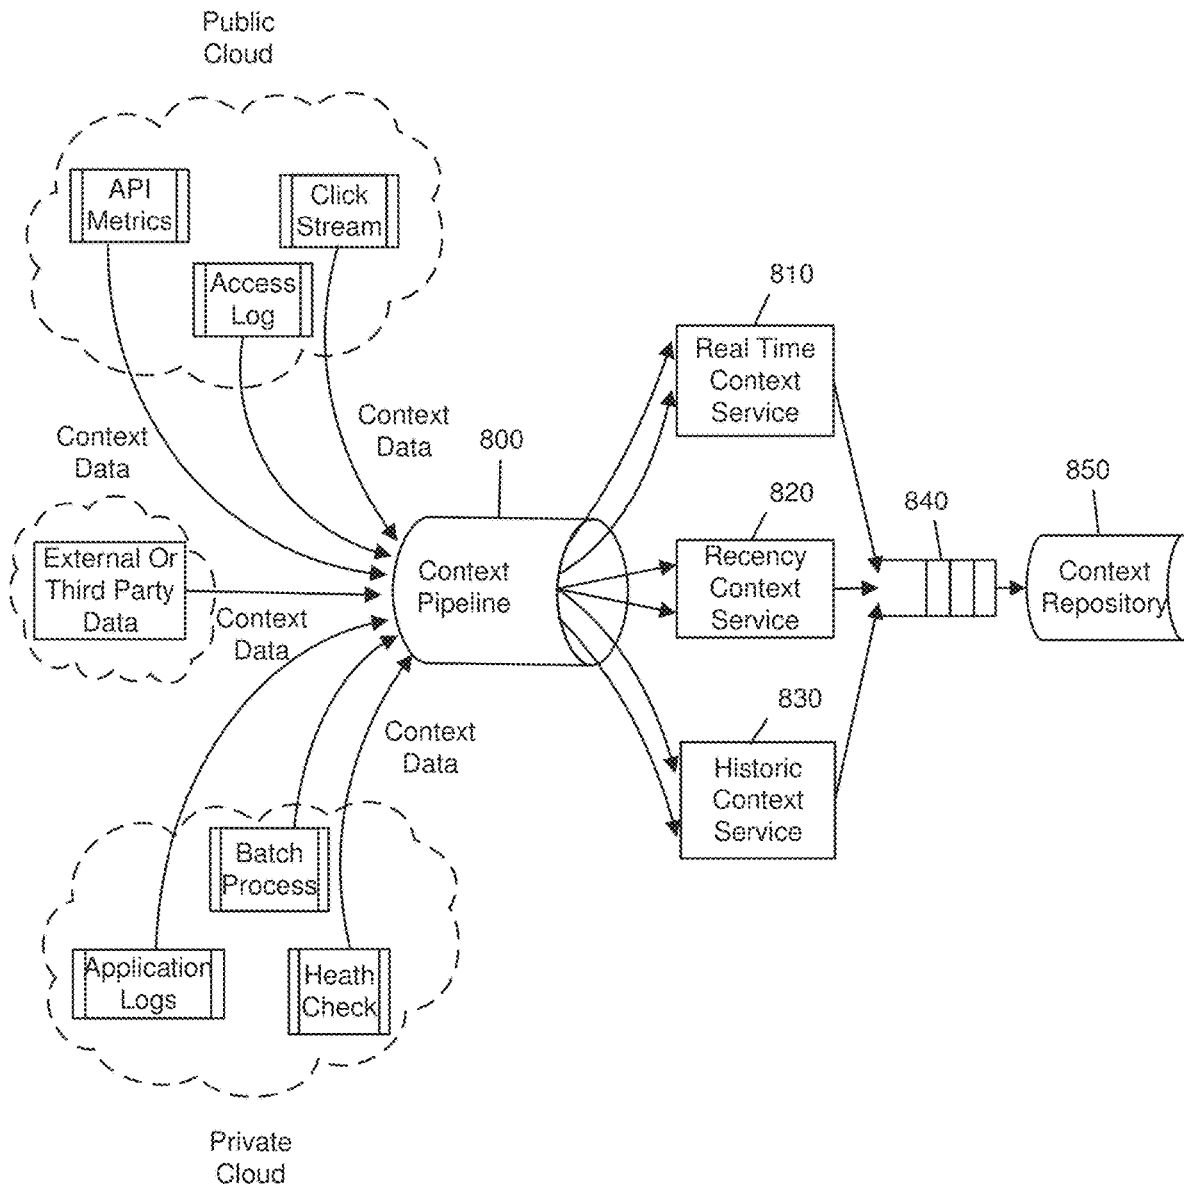 Public
Cloud
API
Metrics
Click
Stream
Access
Log
Context
Data
Context
Data
External Or
Third Party
Data
Context
Data
800
Context
Pipeline
810
Real Time
Context
Service
820
Recency
Context
Service
830
Historic
Context
Service
840
850
Context
Repository
Context
Data
Batch
Process
Application
Logs
Heath
Check
Private
Cloud